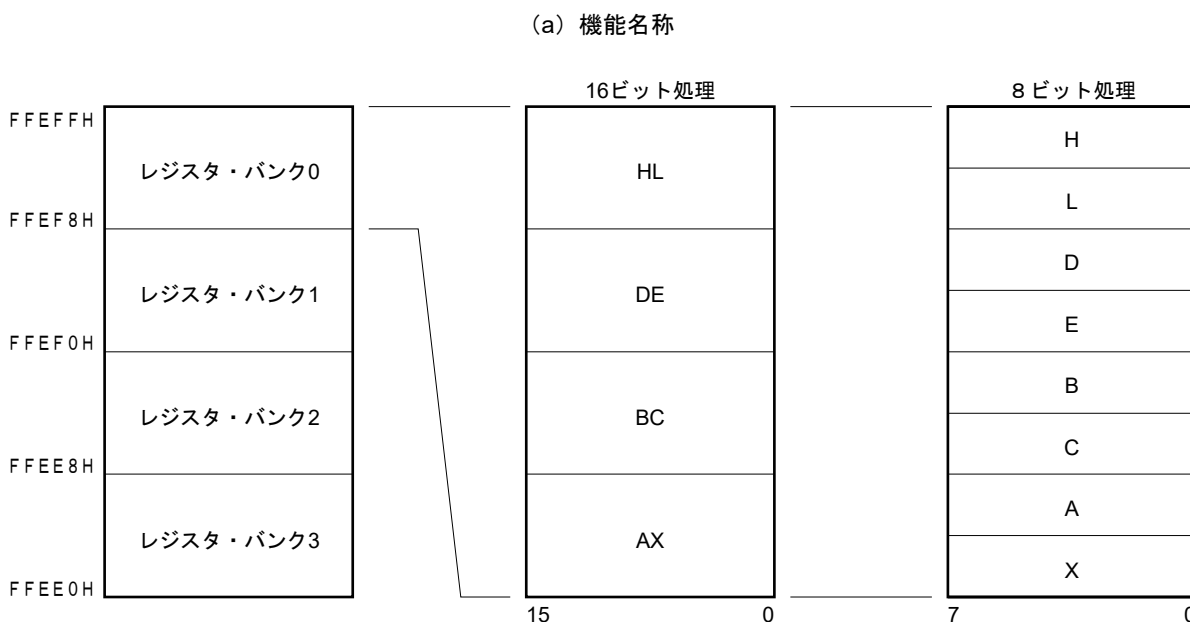 (a) 機能名称
16ビット処理
８ビット処理
FFEFFH
レジスタ・バンク0
HL
H
L
FFEF8H
レジスタ・バンク1
DE
D
E
FFEF0H
レジスタ・バンク2
BC
B
C
FFEE8H
レジスタ・バンク3
AX
A
X
FFEE0H
15
0
7
0